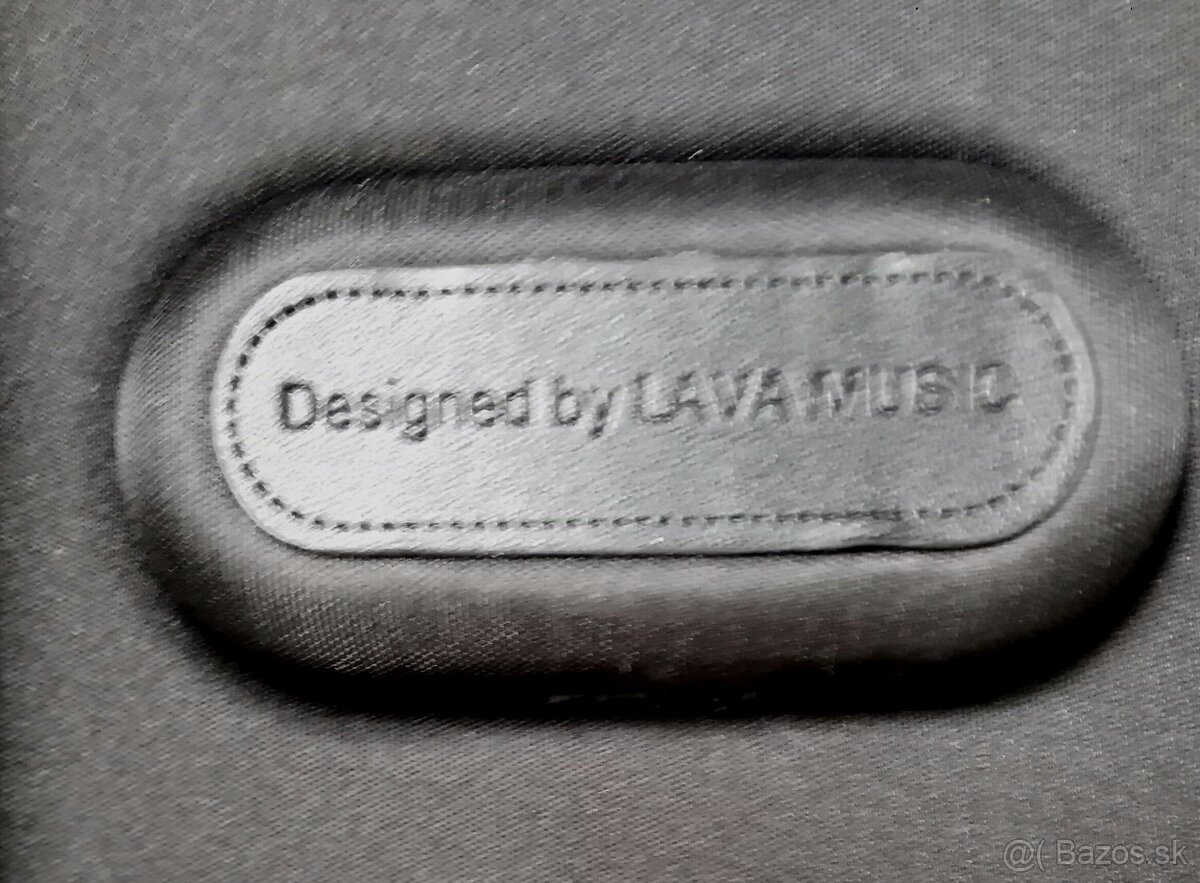 Designed by LAVA MUSIC
@( Bazos.sk